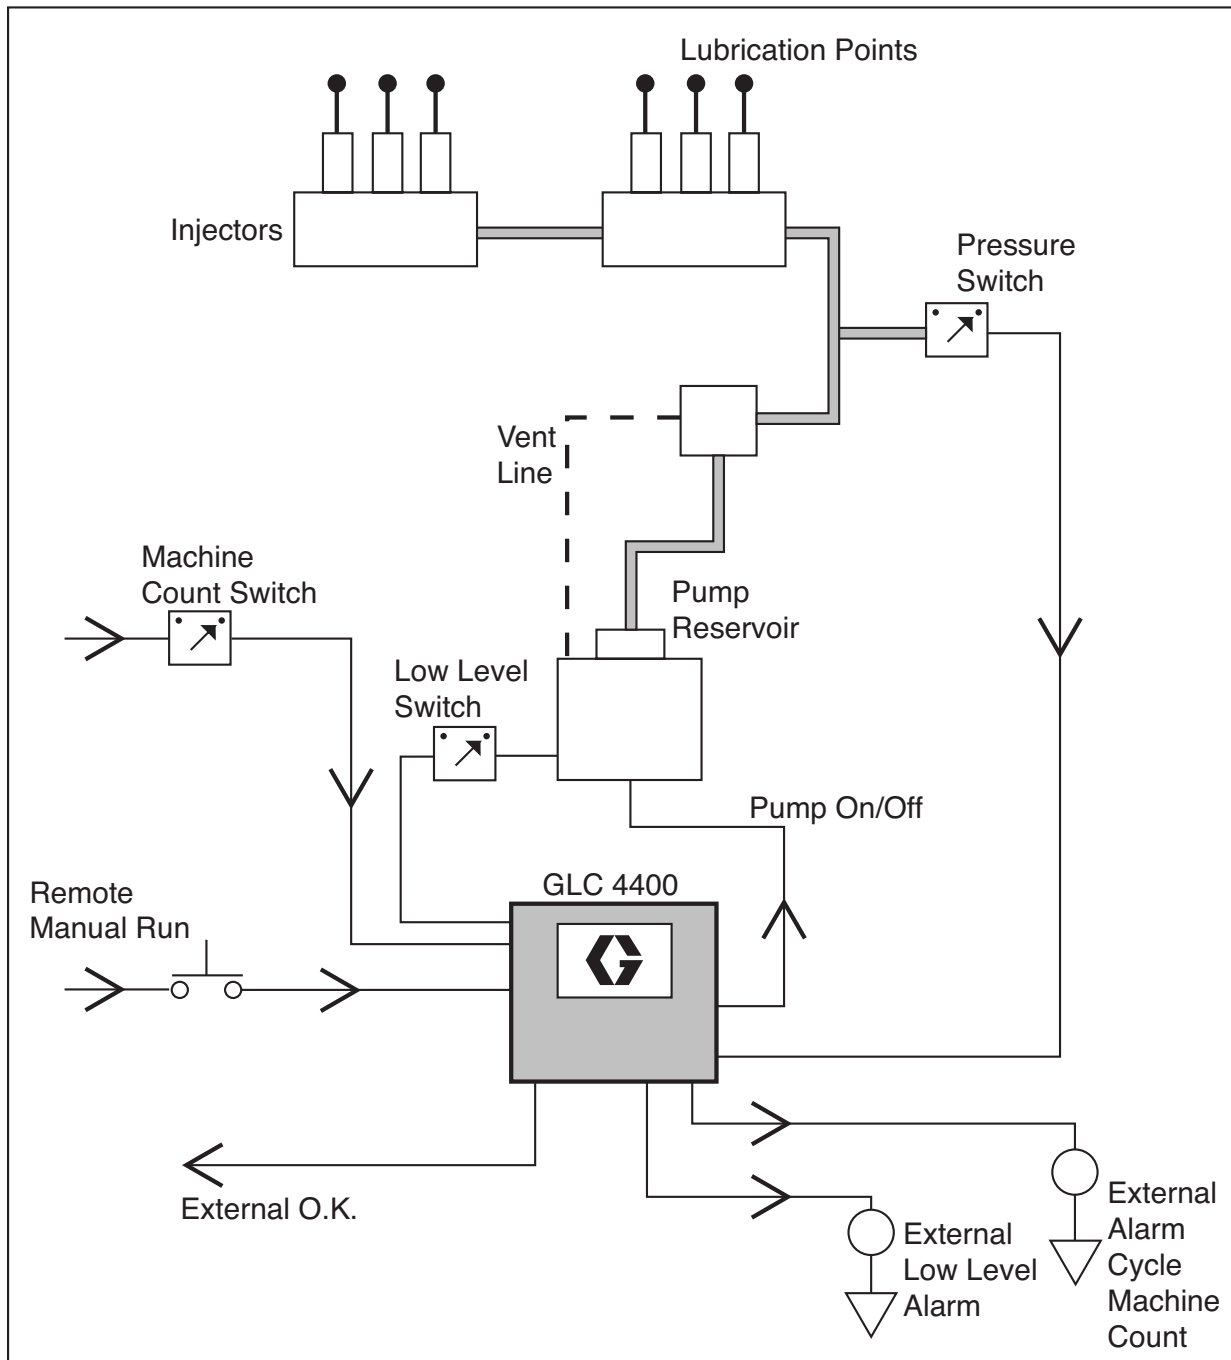 Lubrication Points
Injectors
Pressure
Switch
Vent
Line
Machine
Count Switch
Pump
Reservoir
Low Level
Switch
Pump On/Off
GLC 4400
Remote
Manual Run
External O.K.
External
Low Level
Alarm
External
Alarm
Cycle
Machine
Count